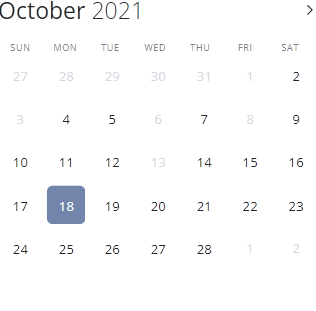 October 2021 >
SUN MON TUE WED THU FRI SAT
27 28 29 30 31 1 2
3 4 5 6 7 8 9
10 11 12 13 14 15 16
17 18 19 20 21 22 23
24 25 26 27 28 1 2